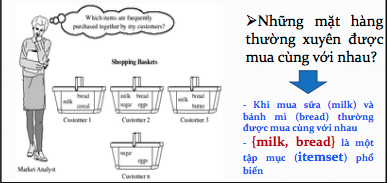 Which items are frequently
purchased together by my customers?
Shopping Baskets
milk bread
cereal
milk bread
sugar eggs
milk bread
butter
Customer 1
Customer 2
Customer 3
sugar
eggs
Customer n
Market Analyst
➢Những mặt hàng
thường xuyên được
mua cùng với nhau?
- Khi mua sữa (milk) và
bánh mì (bread) thường
được mua cùng với nhau
- {milk, bread} là một
tập mục (itemset) phổ
biến